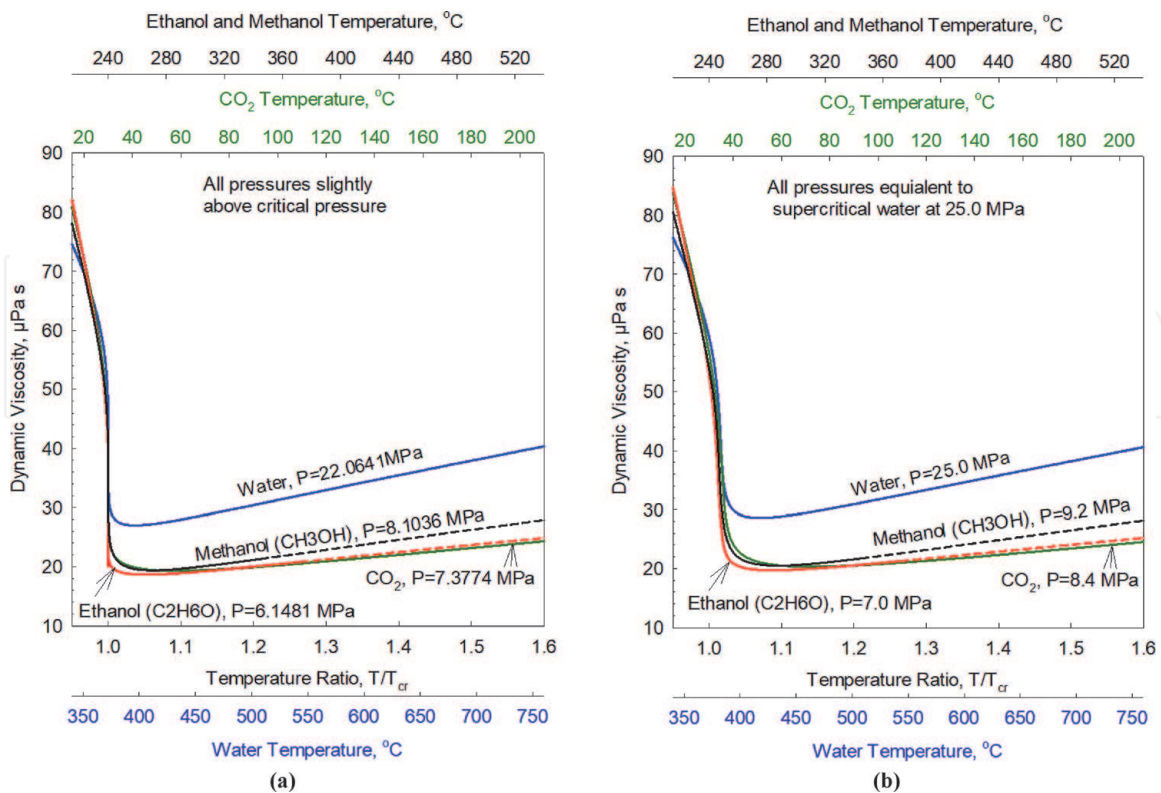 Ethanol and Methanol Temperature, °C
240 280 320 360 400 440 480 520
CO2 Temperature, °C
20 40 60 80 100 120 140 160 180 200
90
80
70
60
50
40
30
20
10
Dynamic Viscosity, µPa s
All pressures slightly
above critical pressure
Water, P=22.0641MPa
Methanol (CH3OH), P=8.1036 MPa
CO2, P=7.3774 MPa
Ethanol (C2H6O), P=6.1481 MPa
1.0 1.1 1.2 1.3 1.4 1.5 1.6
Temperature Ratio, T/Tcr
350 400 450 500 550 600 650 700 750
Water Temperature, °C
(a)
Ethanol and Methanol Temperature, °C
240 280 320 360 400 440 480 520
CO2 Temperature, °C
20 40 60 80 100 120 140 160 180 200
90
80
70
60
50
40
30
20
10
Dynamic Viscosity, µPa s
All pressures equialent to
supercritical water at 25.0 MPa
Water, P=25.0 MPa
Methanol (CH3OH), P=9.2 MPa
CO2, P=8.4 MPa
Ethanol (C2H6O), P=7.0 MPa
1.0 1.1 1.2 1.3 1.4 1.5 1.6
Temperature Ratio, T/Tcr
350 400 450 500 550 600 650 700 750
Water Temperature, °C
(b)